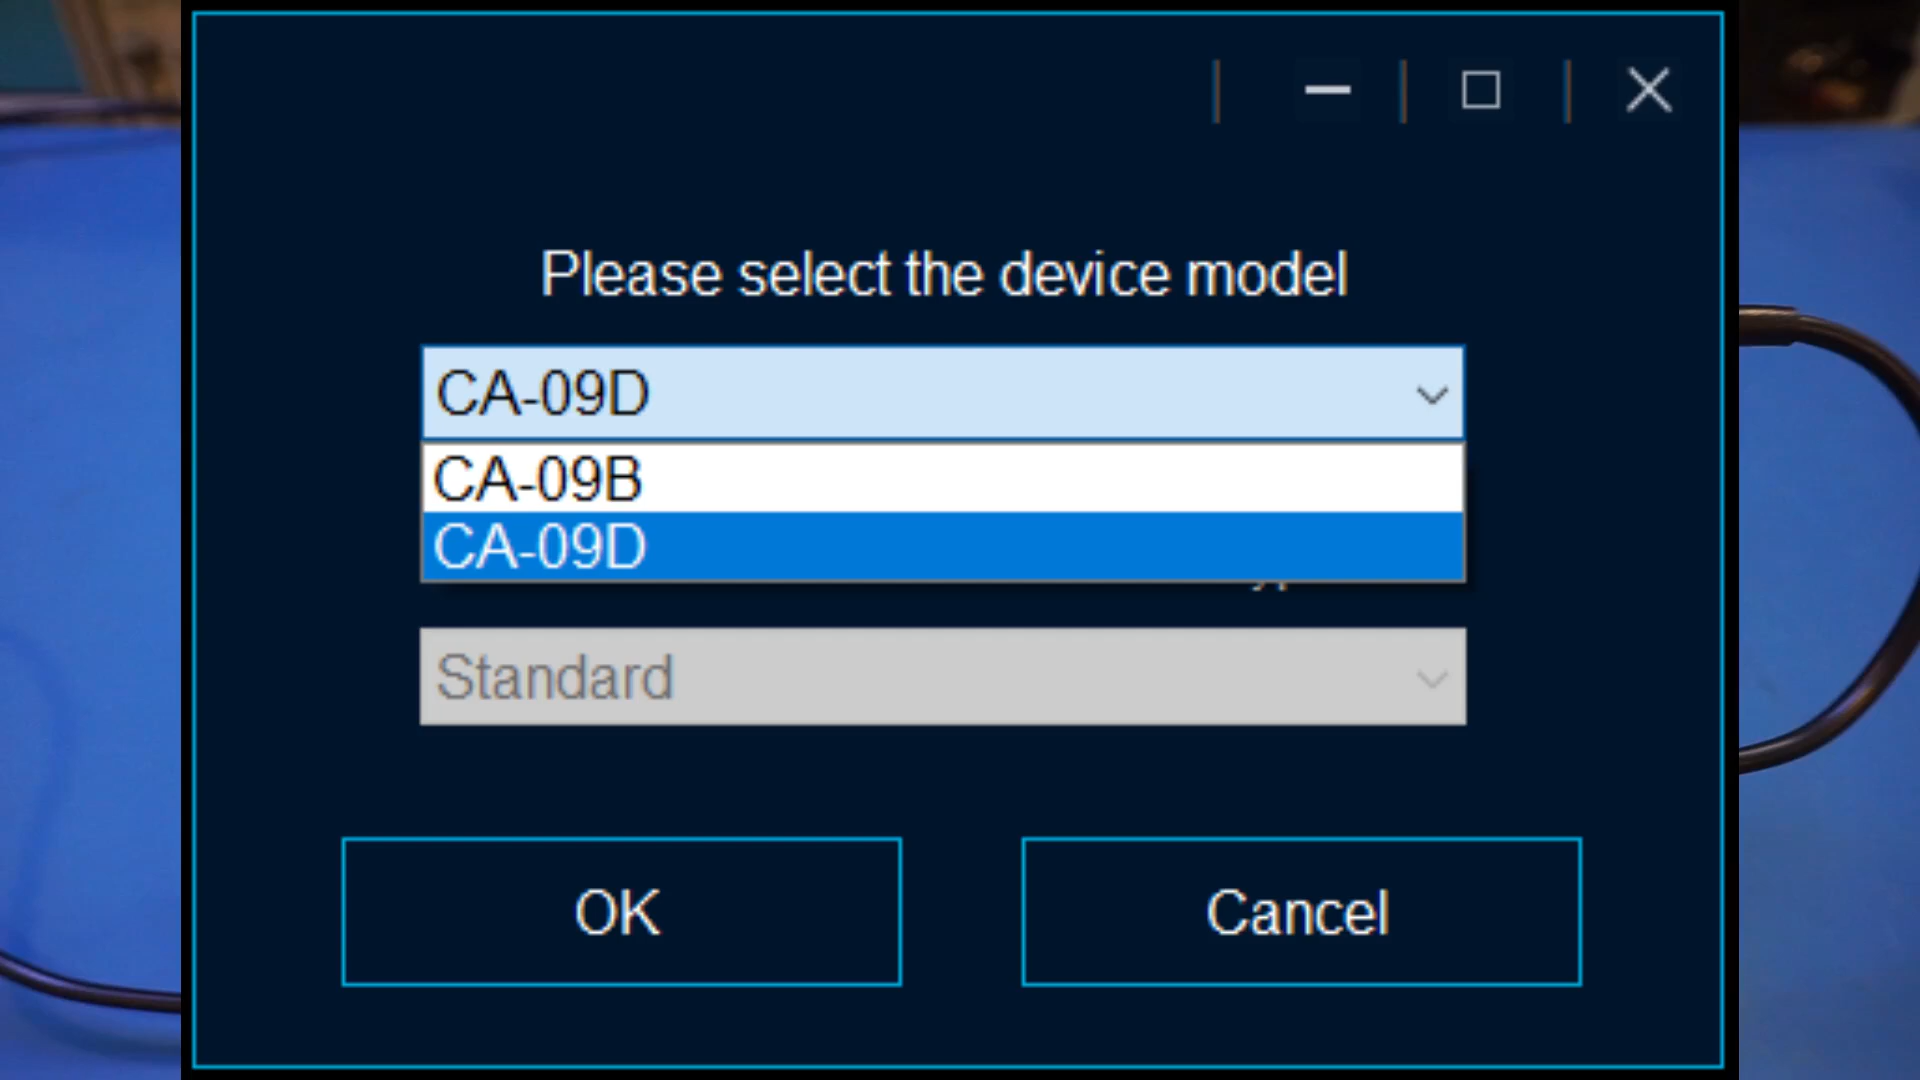 Please select the device model
CA-09D
CA-09B
CA-09D
Standard
OK
Cancel